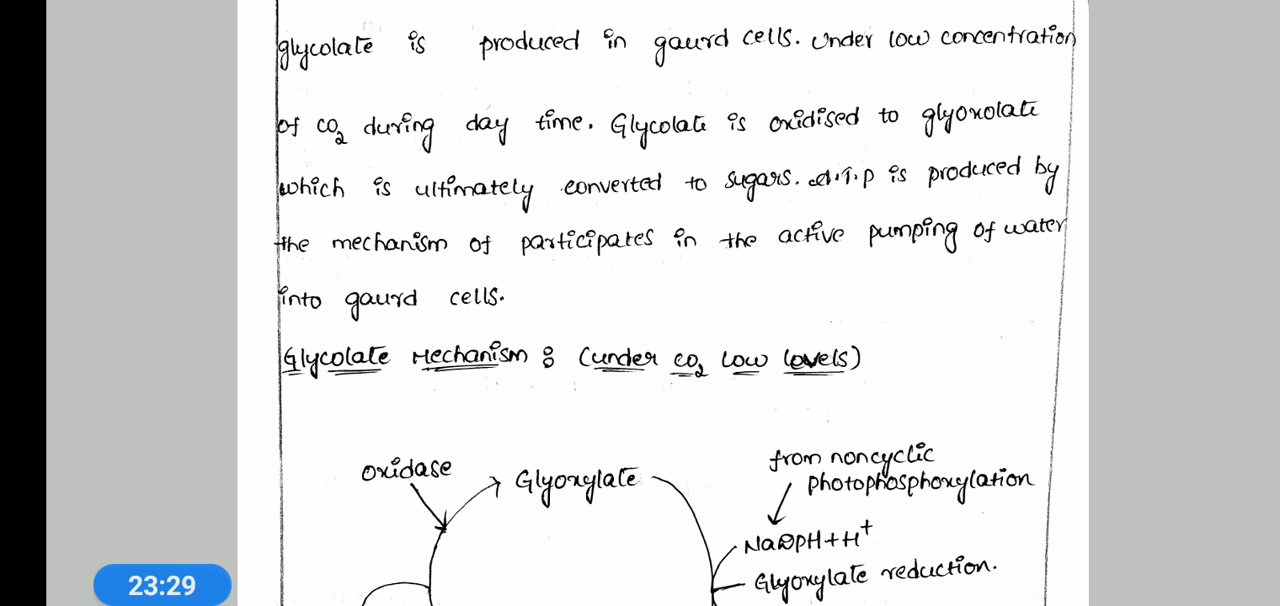 glycolate is produced in gaurd cells. under low concentration
of CO2 during day time. Glycolate is oxidised to glyoxolate
which is ultimately converted to sugars. A.T.P is produced by
the mechanism of participates in the active pumping of water
into gaurd cells.
Glycolate Mechanism : (under CO2 low levels)
oxidase
Glyoxylate
from noncyclic
photophosphorylation
NaDPH+H+
Glyoxylate reduction.
23:29